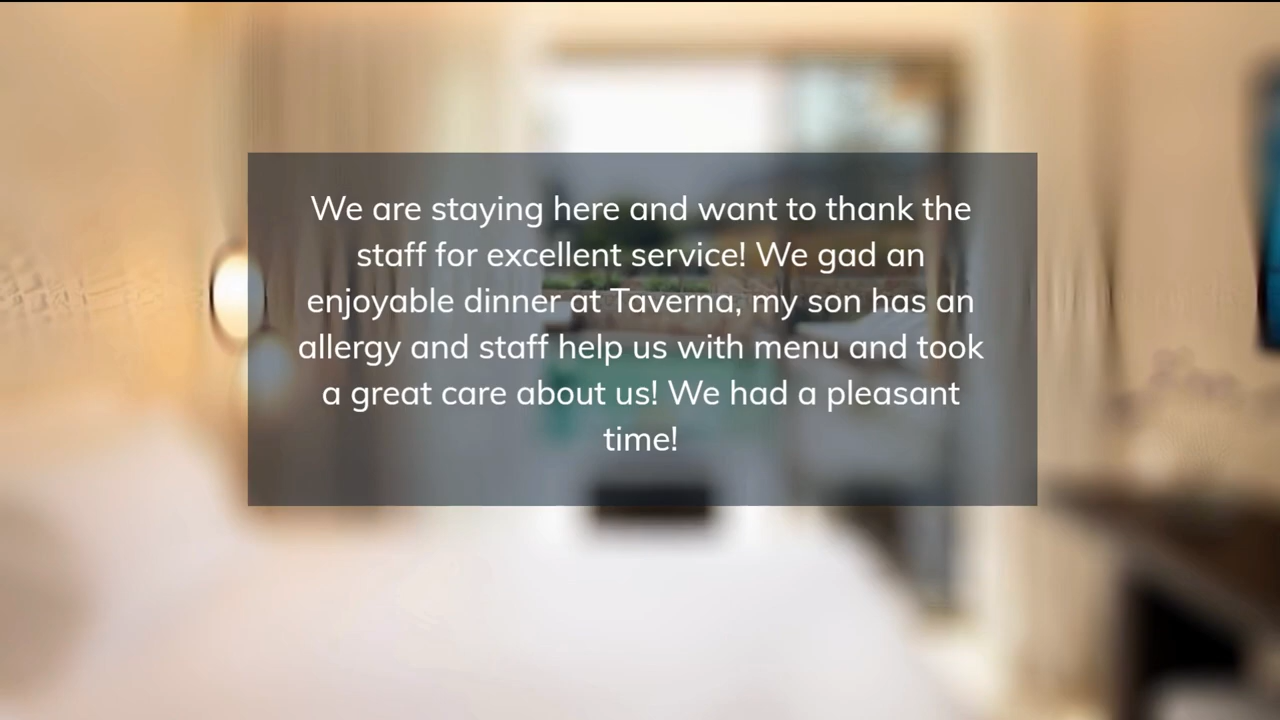 We are staying here and want to thank the
staff for excellent service! We gad an
enjoyable dinner at Taverna, my son has an
allergy and staff help us with menu and took
a great care about us! We had a pleasant
time!